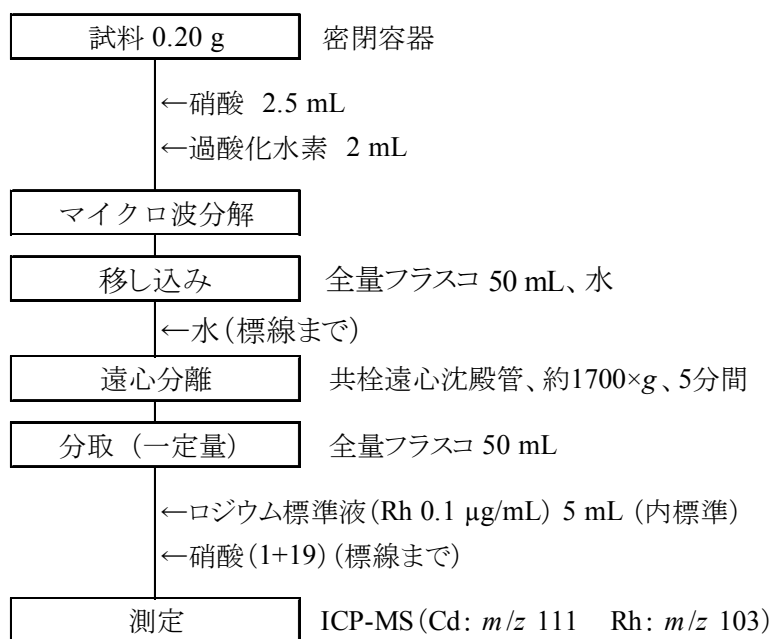 試料 0.20 g 密閉容器
←硝酸 2.5 mL
←過酸化水素 2 mL
マイクロ波分解
移し込み 全量フラスコ 50 mL、水
←水(標線まで)
遠心分離 共栓遠心沈殿管、約1700×g、5分間
分取 (一定量) 全量フラスコ 50 mL
←ロジウム標準液(Rh 0.1 µg/mL) 5 mL (内標準)
←硝酸(1+19) (標線まで)
測定 ICP-MS(Cd: m/z 111 Rh: m/z 103)